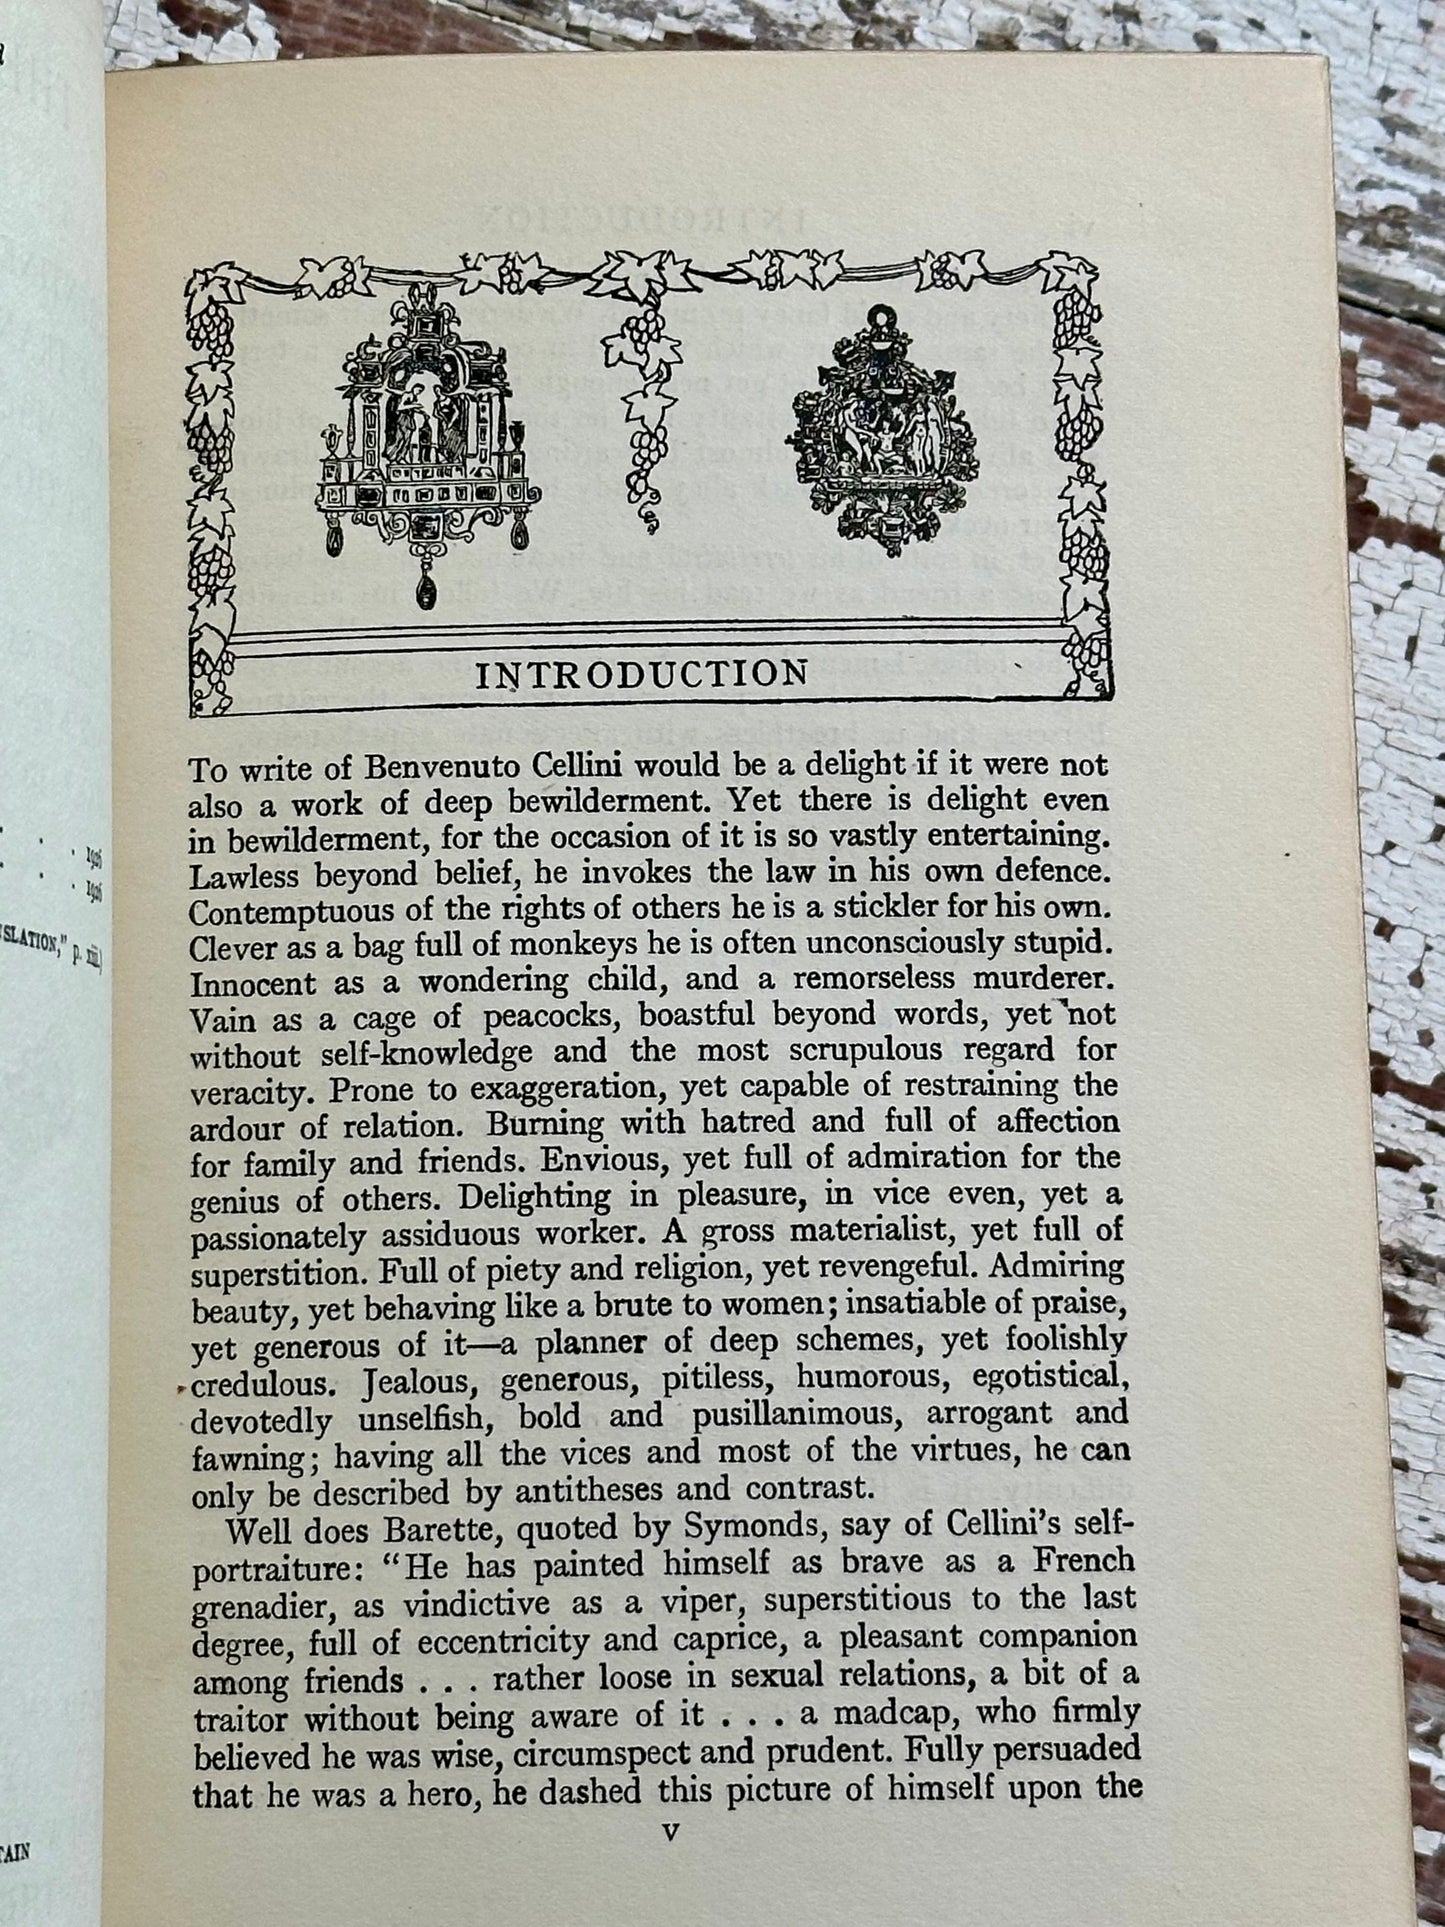 1926
1926
SLATION," p. xiii.)
TAIN
INTRODUCTION
To write of Benvenuto Cellini would be a delight if it were not
also a work of deep bewilderment. Yet there is delight even
in bewilderment, for the occasion of it is so vastly entertaining.
Lawless beyond belief, he invokes the law in his own defence.
Contemptuous of the rights of others he is a stickler for his own.
Clever as a bag full of monkeys he is often unconsciously stupid.
Innocent as a wondering child, and a remorseless murderer.
Vain as a cage of peacocks, boastful beyond words, yet not
without self-knowledge and the most scrupulous regard for
veracity. Prone to exaggeration, yet capable of restraining the
ardour of relation. Burning with hatred and full of affection
for family and friends. Envious, yet full of admiration for the
genius of others. Delighting in pleasure, in vice even, yet a
passionately assiduous worker. A gross materialist, yet full of
superstition. Full of piety and religion, yet revengeful. Admiring
beauty, yet behaving like a brute to women; insatiable of praise,
yet generous of it—a planner of deep schemes, yet foolishly
credulous. Jealous, generous, pitiless, humorous, egotistical,
devotedly unselfish, bold and pusillanimous, arrogant and
fawning; having all the vices and most of the virtues, he can
only be described by antitheses and contrast.
Well does Barette, quoted by Symonds, say of Cellini's self-
portraiture: "He has painted himself as brave as a French
grenadier, as vindictive as a viper, superstitious to the last
degree, full of eccentricity and caprice, a pleasant companion
among friends . . . rather loose in sexual relations, a bit of a
traitor without being aware of it . . . a madcap, who firmly
believed he was wise, circumspect and prudent. Fully persuaded
that he was a hero, he dashed this picture of himself upon the
v